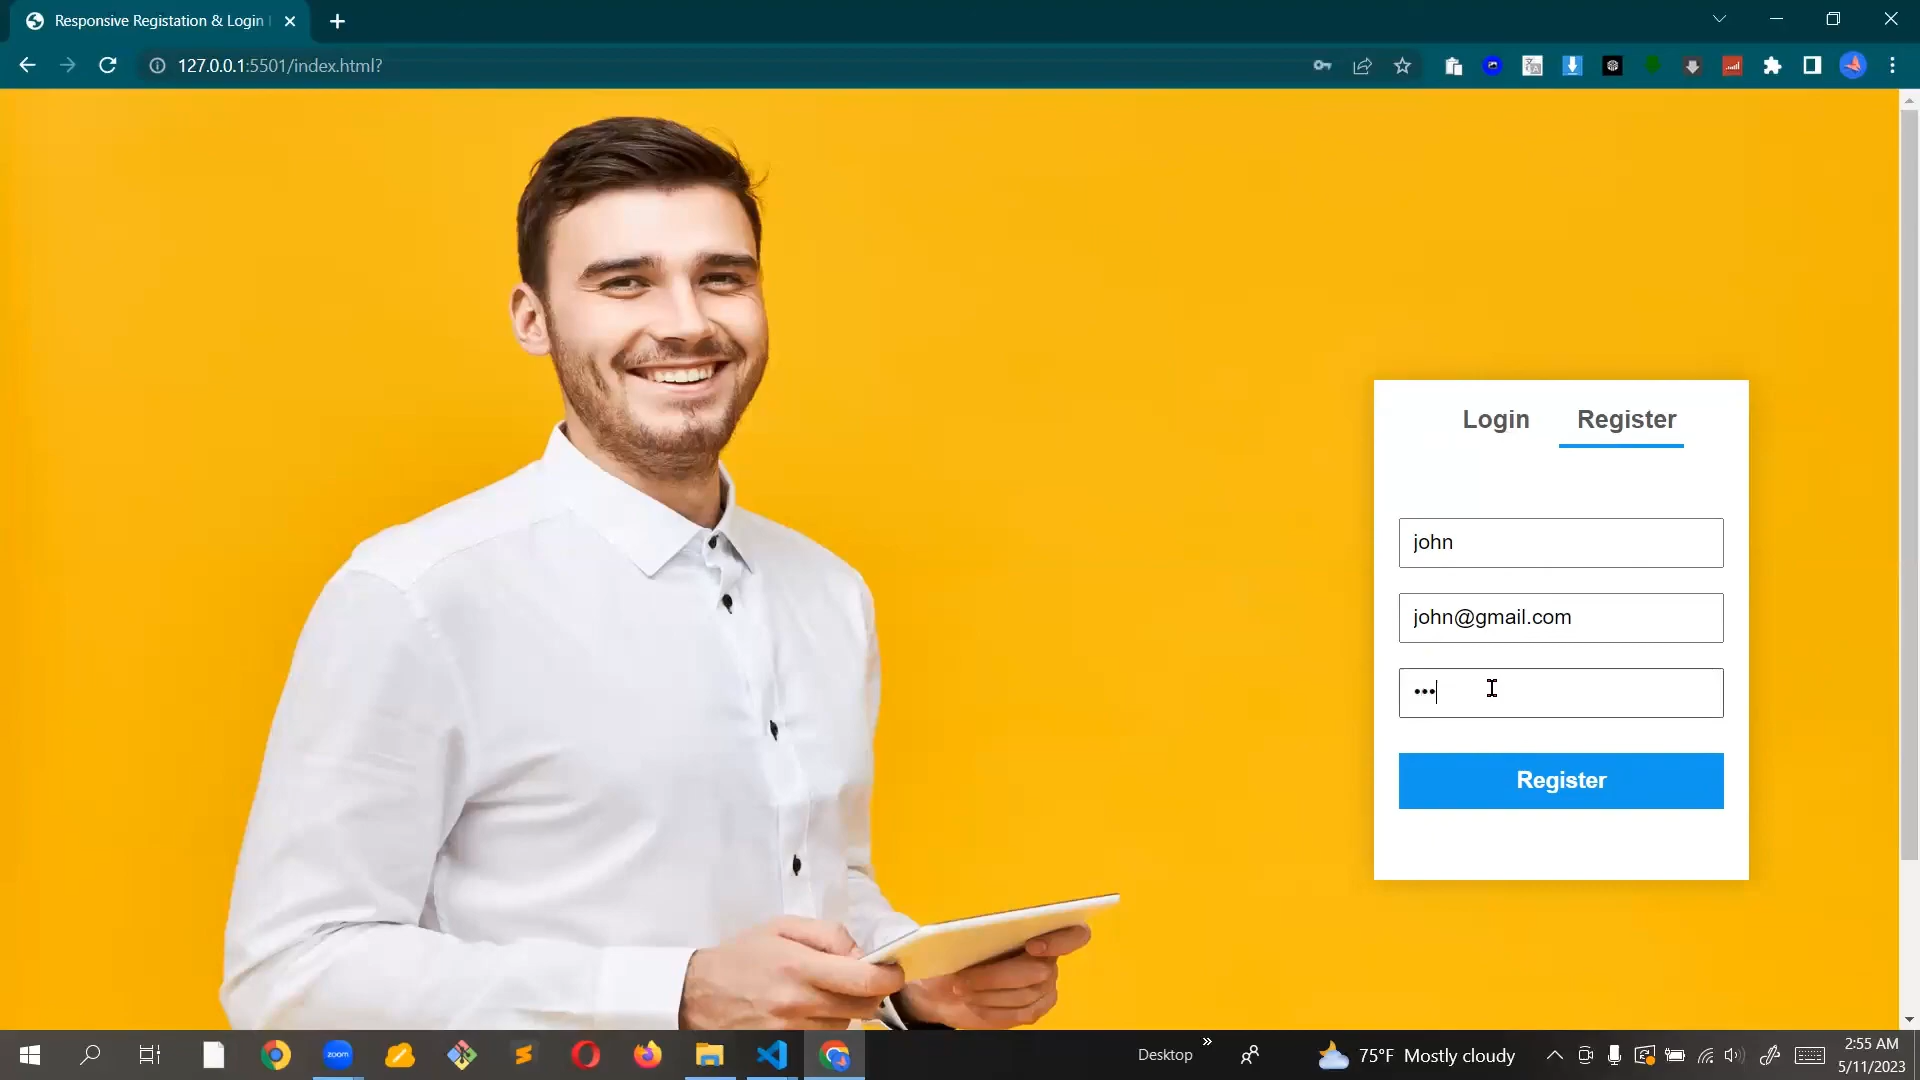 Responsive Registation & Login
127.0.0.1:5501/index.html?
Login Register
john
john@gmail.com
•••
Register
zoom
Desktop
75°F Mostly cloudy
2:55 AM
5/11/2023